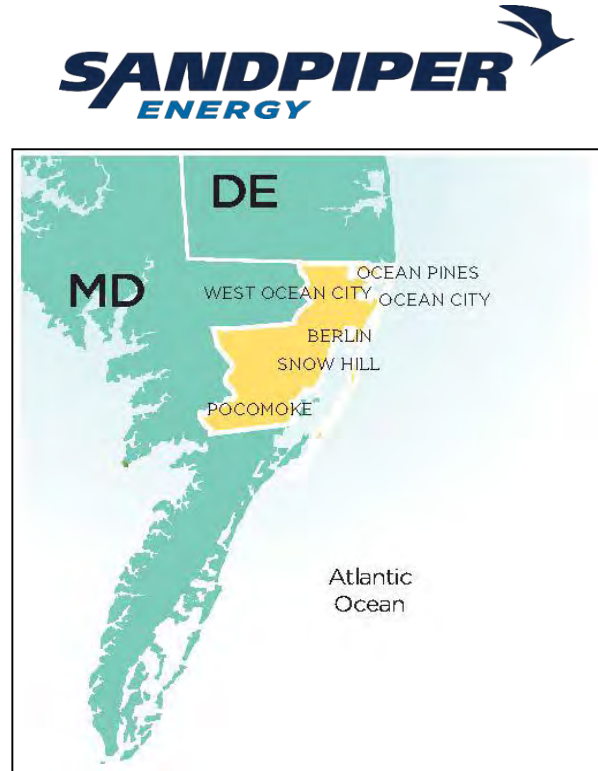 SANDPIPER
ENERGY
DE
MD
OCEAN PINES
WEST OCEAN CITY
OCEAN CITY
BERLIN
SNOW HILL
POCOMOKE
Atlantic
Ocean